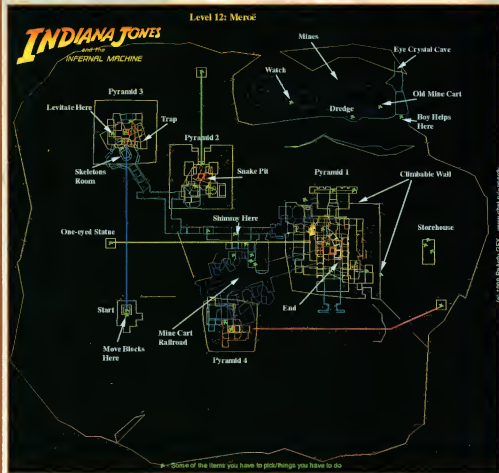 Level 12: Meroë
INDIANA JONES
and the
INFERNAL MACHINE
Mines
Eye Crystal Cave
Watch
Old Mine Cart
Dredge
Boy Helps
Here
Pyramid 3
Levitate Here
Trap
Pyramid 2
Skeletons
Room
Snake Pit
Pyramid 1
Climbable Wall
Shimmy Here
One-eyed Statue
Storehouse
Start
End
Move Blocks
Here
Mine Cart
Railroad
Pyramid 4
- Some of the items you have to pick/things you have to do